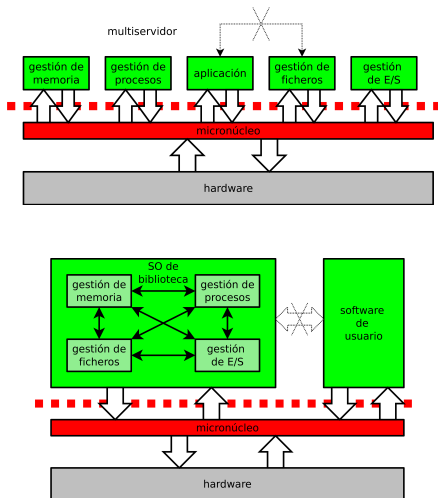 multiservidor
gestión de
memoria
gestión de
procesos
aplicación
gestión de
ficheros
gestión
de E/S
micronúcleo
hardware
SO de
biblioteca
gestión de
memoria
gestión de
procesos
gestión de
ficheros
gestión
de E/S
software
de
usuario
micronúcleo
hardware